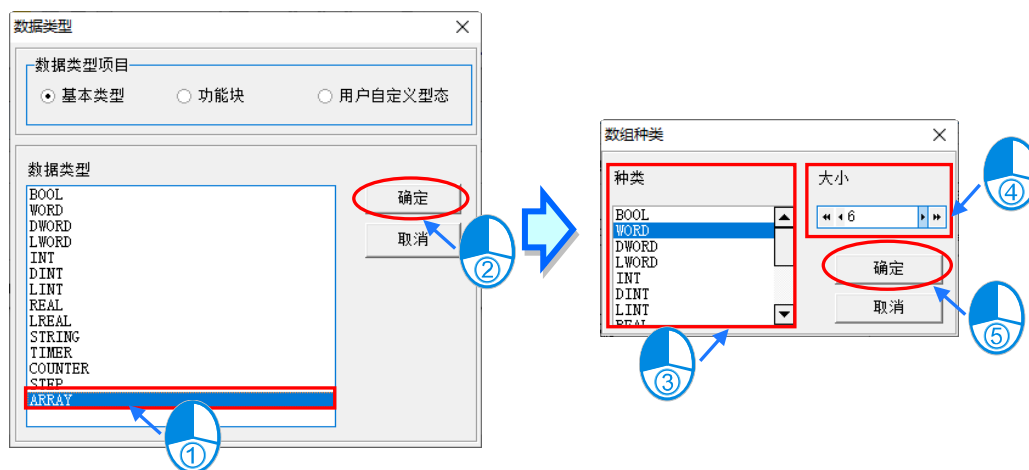 数据类型
数据类型项目
基本类型
功能块
用户自定义型态
数据类型
BOOL
WORD
DWORD
LWORD
INT
DINT
LINT
REAL
LREAL
STRING
TIMER
COUNTER
STEP
ARRAY
确定
取消
①
②
数组种类
种类
BOOL
WORD
DWORD
LWORD
INT
DINT
LINT
REAL
大小
6
确定
取消
③
④
⑤